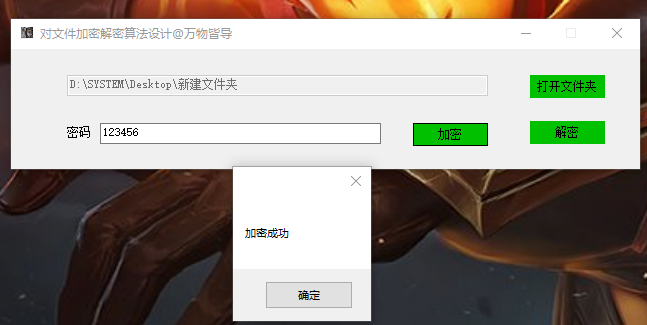 对文件加密解密算法设计@万物皆导
D:\SYSTEM\Desktop\新建文件夹
打开文件夹
密码
123456
加密
解密
加密成功
确定